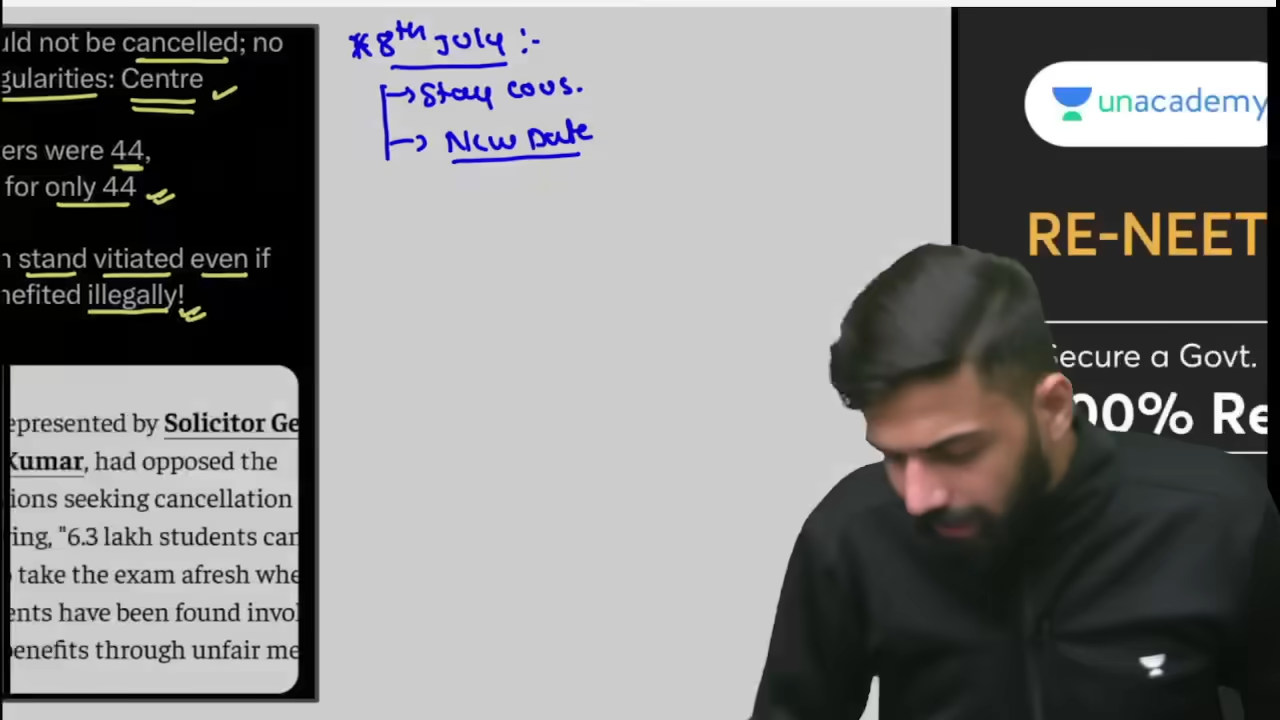 uld not be cancelled; no
gularities: Centre
ers were 44,
for only 44
n stand vitiated even if
nefited illegally!
epresented by Solicitor Ge
Kumar, had opposed the
ions seeking cancellation
ing, "6.3 lakh students can
take the exam afresh whe
ents have been found invol
enefits through unfair me
*8th July :-
→ Stay cous.
→ New Date
unacademy
RE-NEET
Secure a Govt.
00% Re